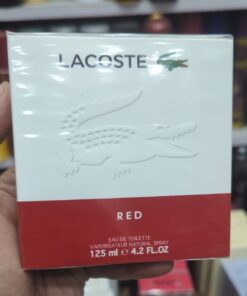 LACOSTE
RED
EAU DE TOILETTE
VAPORISATEUR NATURAL SPRAY
125 ml ℮ 4.2 FL.OZ